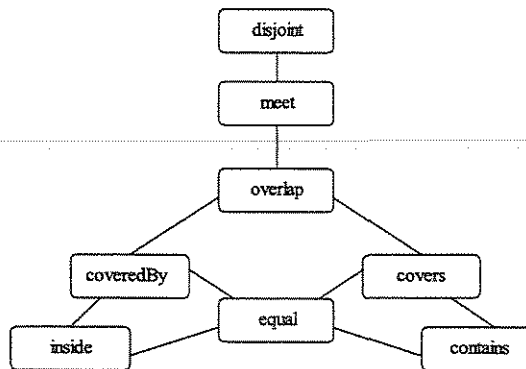 disjoint
meet
overlap
coveredBy
covers
equal
inside
contains